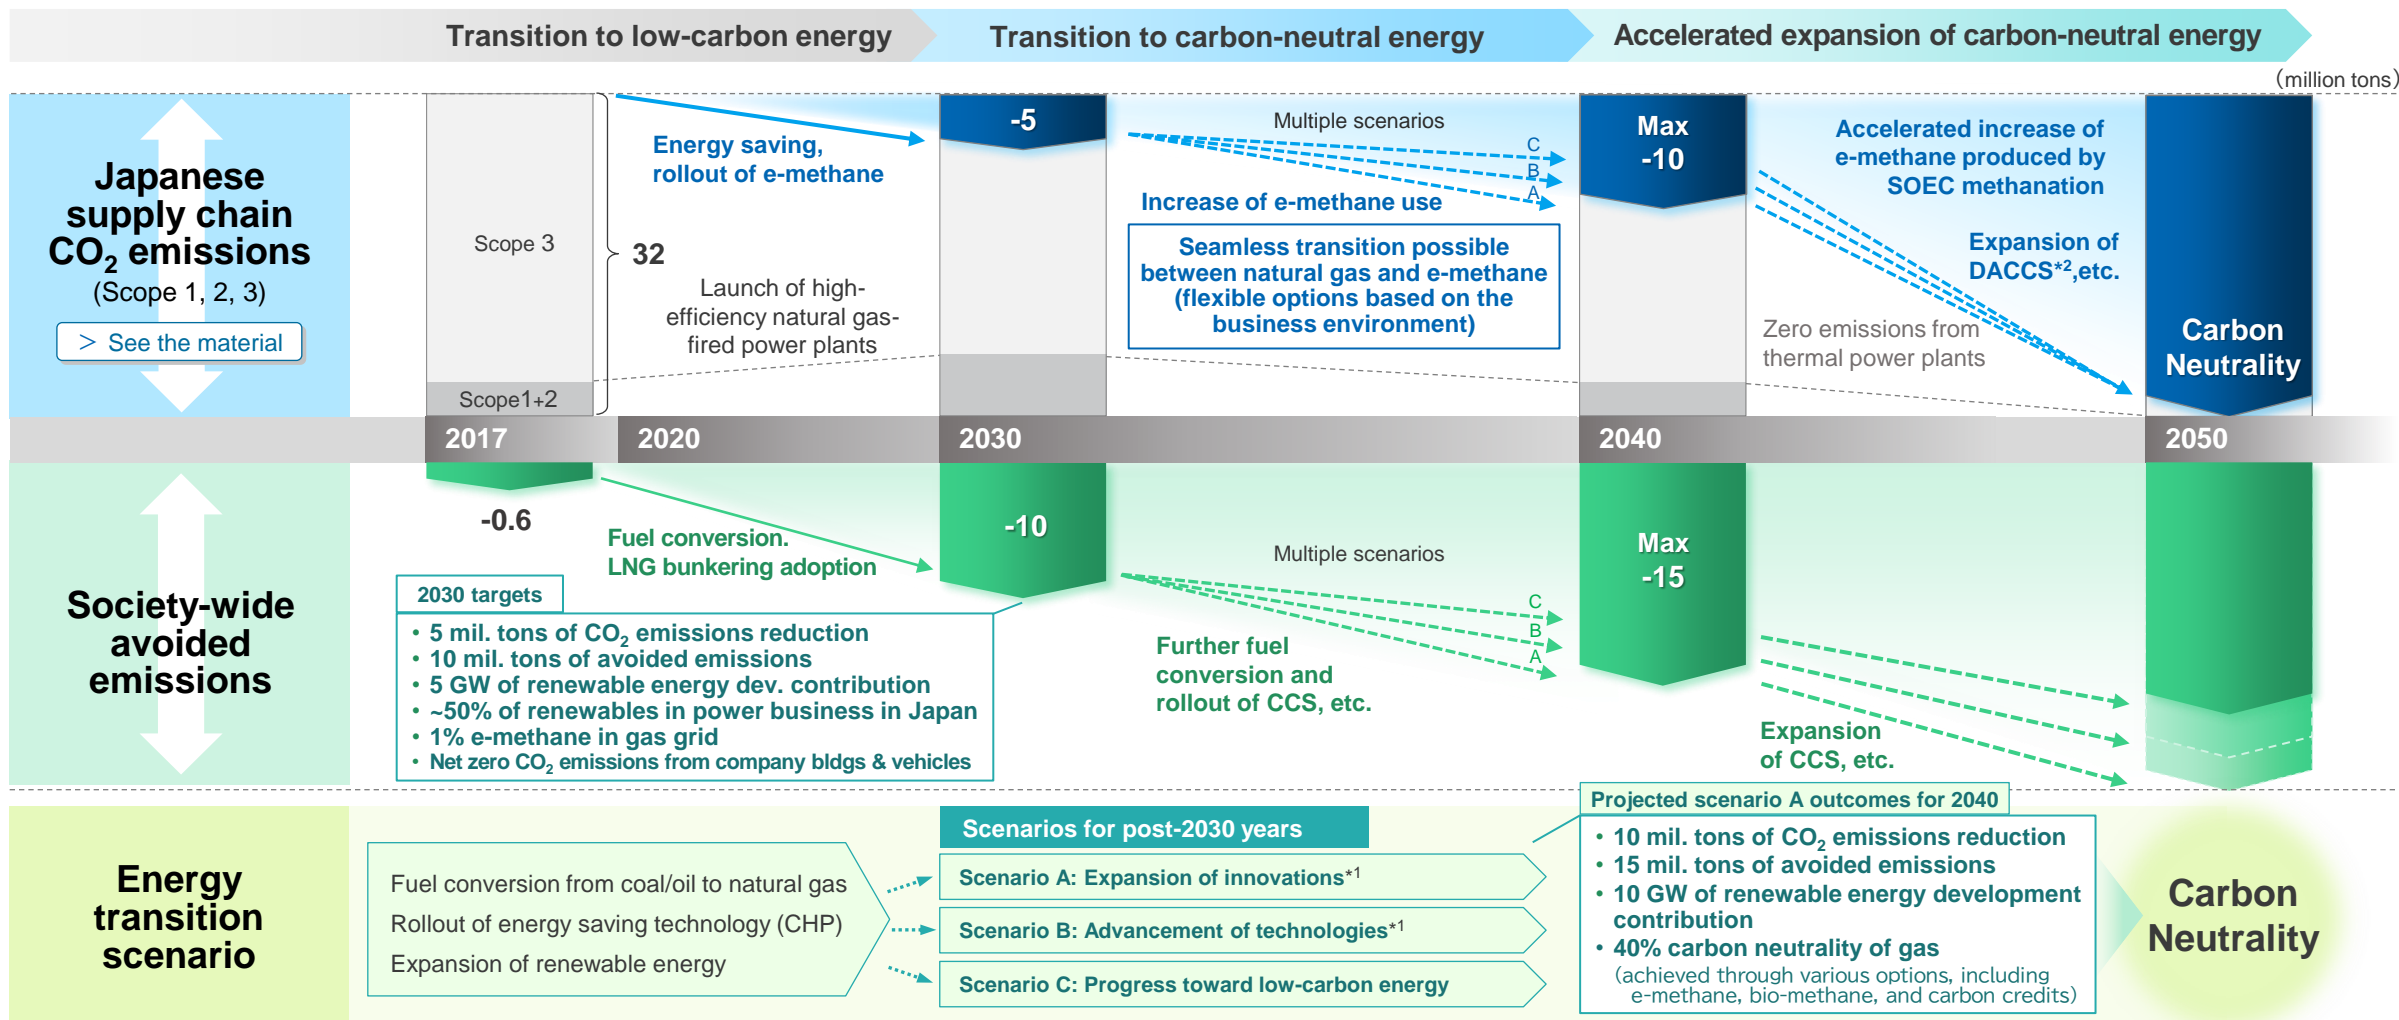 Transition to low-carbon energy
Transition to carbon-neutral energy
Accelerated expansion of carbon-neutral energy
(million tons)
Japanese
supply chain
CO₂ emissions
(Scope 1, 2, 3)
> See the material
Scope 3
Scope1+2
32
Energy saving,
rollout of e-methane
Launch of high-
efficiency natural gas-
fired power plants
-5
Multiple scenarios
C
B
A
Increase of e-methane use
Seamless transition possible
between natural gas and e-methane
(flexible options based on the
business environment)
Max
-10
Accelerated increase of
e-methane produced by
SOEC methanation
Expansion of
DACCS*2,etc.
Zero emissions from
thermal power plants
Carbon
Neutrality
2017
2020
2030
2040
2050
Society-wide
avoided
emissions
-0.6
Fuel conversion.
LNG bunkering adoption
-10
2030 targets
• 5 mil. tons of CO₂ emissions reduction
• 10 mil. tons of avoided emissions
• 5 GW of renewable energy dev. contribution
• ~50% of renewables in power business in Japan
• 1% e-methane in gas grid
• Net zero CO₂ emissions from company bldgs & vehicles
Multiple scenarios
C
B
A
Further fuel
conversion and
rollout of CCS, etc.
Max
-15
Expansion
of CCS, etc.
Energy
transition
scenario
Fuel conversion from coal/oil to natural gas
Rollout of energy saving technology (CHP)
Expansion of renewable energy
Scenarios for post-2030 years
Scenario A: Expansion of innovations*1
Scenario B: Advancement of technologies*1
Scenario C: Progress toward low-carbon energy
Projected scenario A outcomes for 2040
• 10 mil. tons of CO₂ emissions reduction
• 15 mil. tons of avoided emissions
• 10 GW of renewable energy development
contribution
• 40% carbon neutrality of gas
(achieved through various options, including
e-methane, bio-methane, and carbon credits)
Carbon
Neutrality